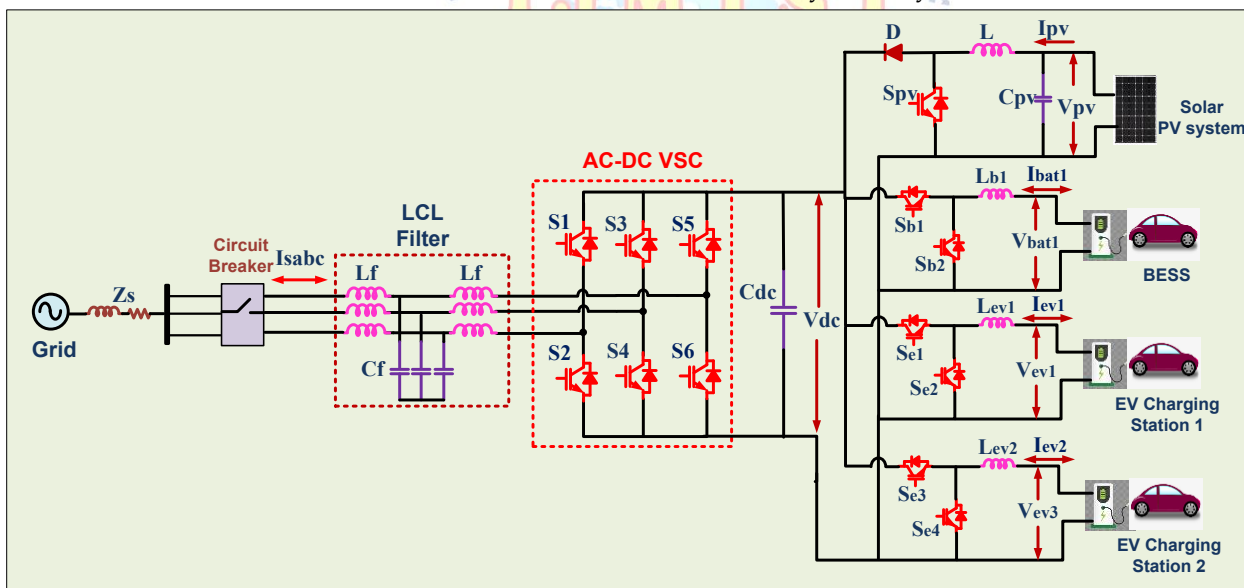 D
L
Ipv
Spv
Cpv
Vpv
Solar
PV system
AC-DC VSC
Lb1
Ibat1
Sb1
Sb2
Vbat1
BESS
LCL
Filter
S1
S3
S5
Circuit
Breaker
Isabc
Lf
Lf
Cdc
Vdc
Zs
Grid
Lev1
Iev1
Se1
Se2
Vev1
EV Charging
Station 1
Cf
S2
S4
S6
Lev2
Iev2
Se3
Se4
Vev3
EV Charging
Station 2